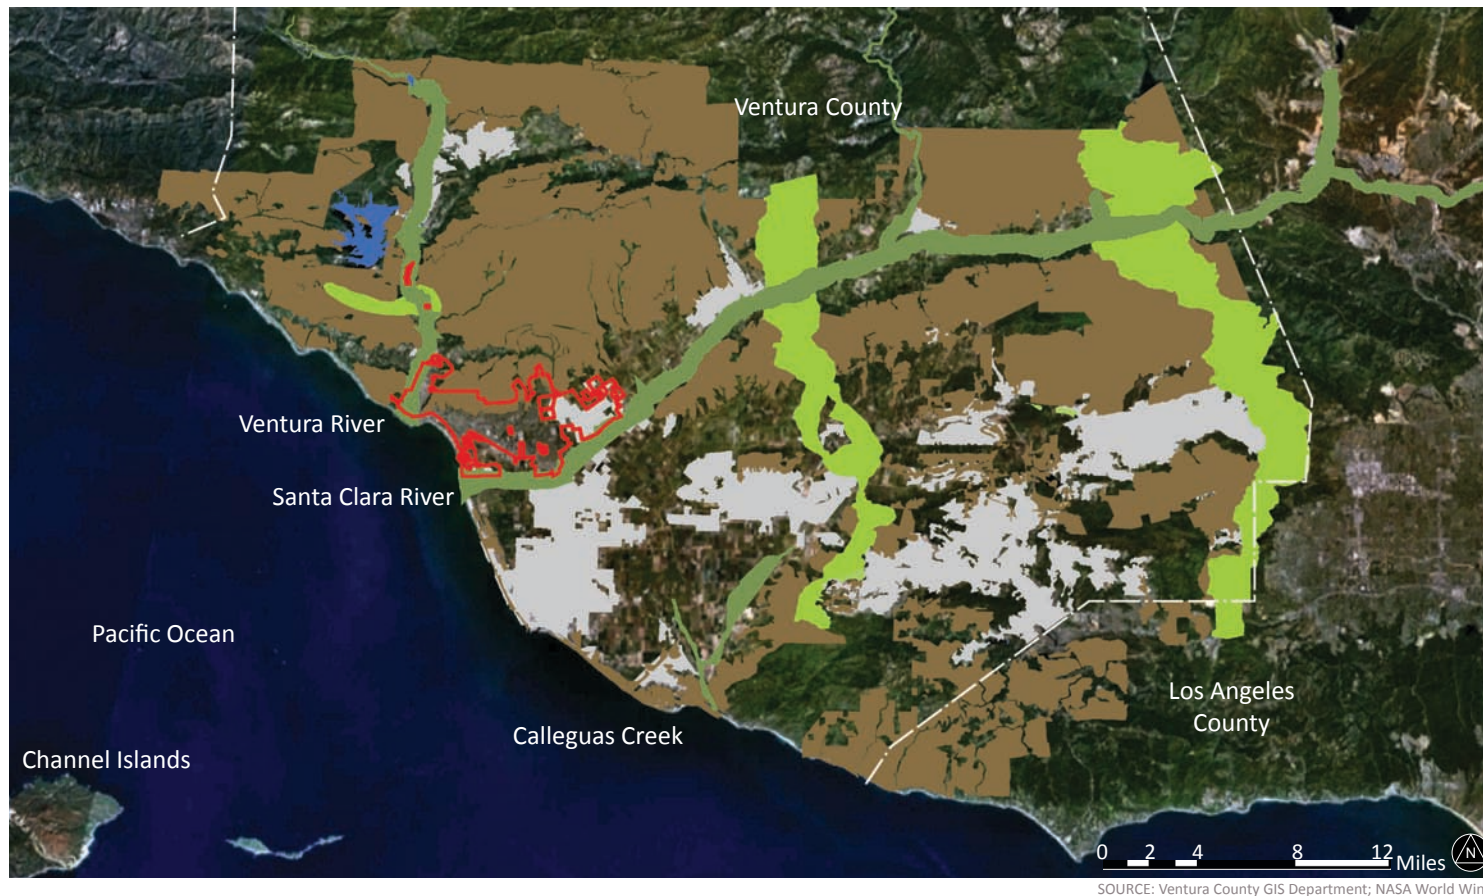 Ventura County
Ventura River
Santa Clara River
Pacific Ocean
Los Angeles
County
Calleguas Creek
Channel Islands
0 2 4 8 12 Miles
N
SOURCE: Ventura County GIS Department; NASA World Win